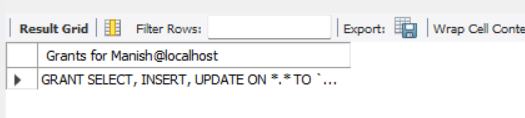 Result Grid Filter Rows: Export: Wrap Cell Conte
Grants for Manish@localhost
GRANT SELECT, INSERT, UPDATE ON *.* TO `...